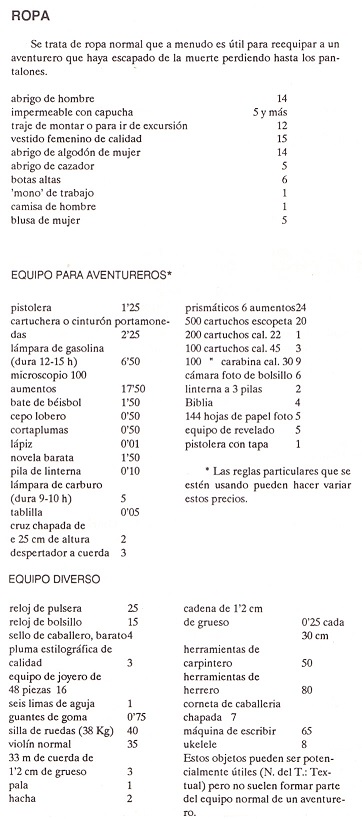 ROPA
Se trata de ropa normal que a menudo es útil para reequipar a un
aventurero que haya escapado de la muerte perdiendo hasta los pan-
talones.
abrigo de hombre 14
impermeable con capucha 5 y más
traje de montar o para ir de excursión 12
vestido femenino de calidad 15
abrigo de algodón de mujer 14
abrigo de cazador 5
botas altas 6
'mono' de trabajo 1
camisa de hombre 1
blusa de mujer 5
EQUIPO PARA AVENTUREROS*
pistolera 1'25
cartuchera o cinturón portamone-
das 2'25
lámpara de gasolina
(dura 12-15 h) 6'50
microscopio 100
aumentos 17'50
bate de béisbol 1'50
cepo lobero 0'50
cortaplumas 0'50
lápiz 0'01
novela barata 1'50
pila de linterna 0'10
lámpara de carburo
(dura 9-10 h) 5
tablilla 0'05
cruz chapada de
e 25 cm de altura 2
despertador a cuerda 3
prismáticos 6 aumentos24
500 cartuchos escopeta 20
200 cartuchos cal. 22 1
100 cartuchos cal. 45 3
100 " carabina cal. 30 9
cámara foto de bolsillo 6
linterna a 3 pilas 2
Biblia 4
144 hojas de papel foto 5
equipo de revelado 5
pistolera con tapa 1
* Las reglas particulares que se
estén usando pueden hacer variar
estos precios.
EQUIPO DIVERSO
reloj de pulsera 25
reloj de bolsillo 15
sello de caballero, barato4
pluma estilográfica de
calidad 3
equipo de joyero de
48 piezas 16
seis limas de aguja 1
guantes de goma 0'75
silla de ruedas (38 Kg) 40
violín normal 35
33 m de cuerda de
1'2 cm de grueso 3
pala 1
hacha 2
cadena de 1'2 cm
de grueso 0'25 cada
30 cm
herramientas de
carpintero 50
herramientas de
herrero 80
corneta de caballeria
chapada 7
máquina de escribir 65
ukelele 8
Estos objetos pueden ser poten-
cialmente útiles (N. del T.: Tex-
tual) pero no suelen formar parte
del equipo normal de un aventure-
ro.